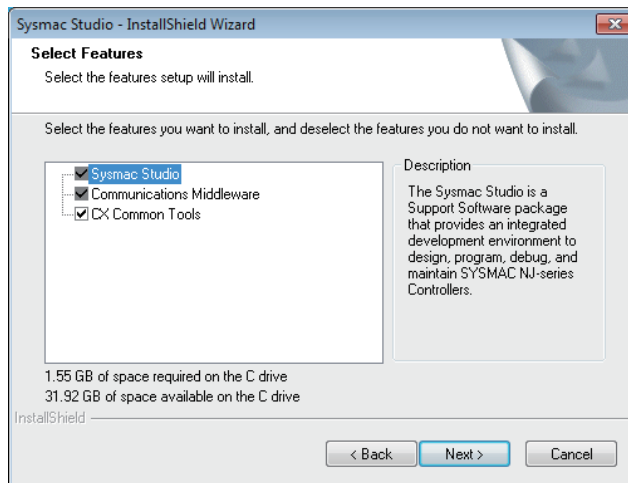 Sysmac Studio - InstallShield Wizard
Select Features
Select the features setup will install.
Select the features you want to install, and deselect the features you do not want to install.
Sysmac Studio
Communications Middleware
CX Common Tools
Description
The Sysmac Studio is a
Support Software package
that provides an integrated
development environment to
design, program, debug, and
maintain SYSMAC NJ-series
Controllers.
1.55 GB of space required on the C drive
31.92 GB of space available on the C drive
InstallShield
< Back
Next >
Cancel